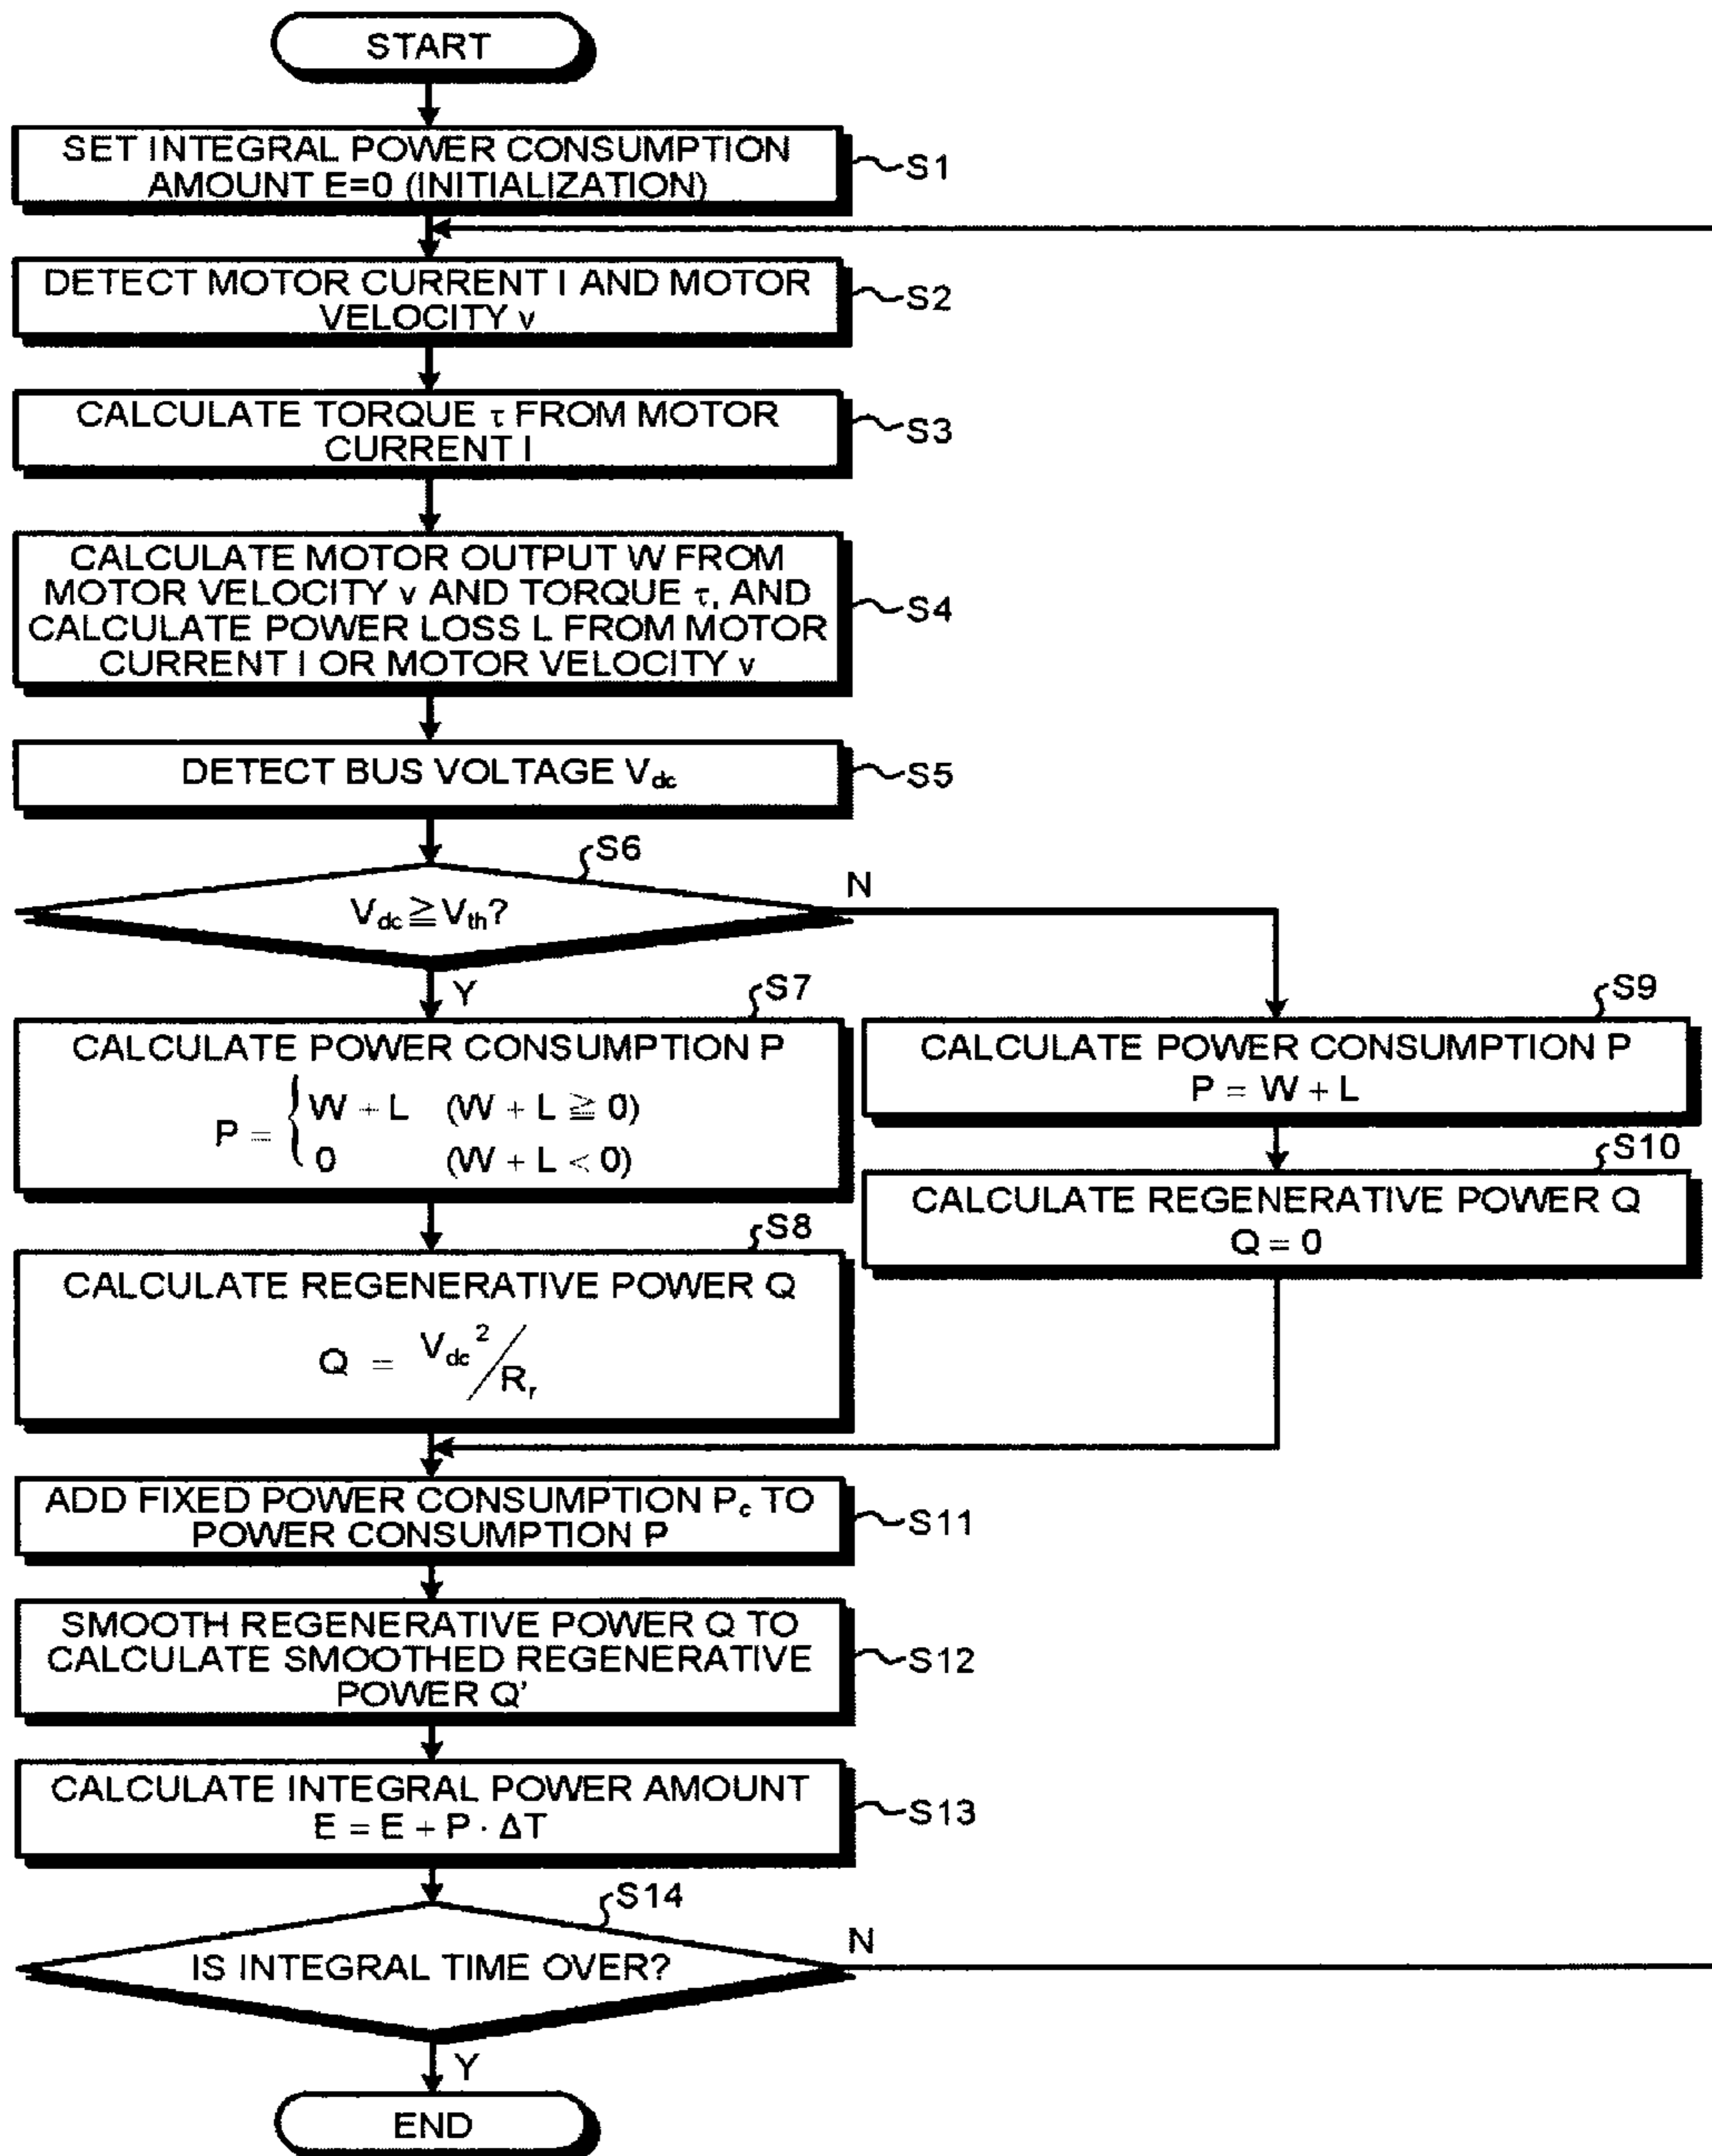 START
SET INTEGRAL POWER CONSUMPTION
AMOUNT E=0 (INITIALIZATION)
S1
DETECT MOTOR CURRENT I AND MOTOR
VELOCITY v
S2
CALCULATE TORQUE τ FROM MOTOR
CURRENT I
S3
CALCULATE MOTOR OUTPUT W FROM
MOTOR VELOCITY v AND TORQUE τ, AND
CALCULATE POWER LOSS L FROM MOTOR
CURRENT I OR MOTOR VELOCITY v
S4
DETECT BUS VOLTAGE Vdc
S5
S6
Vdc ≧ Vth?
N
Y
S7
CALCULATE POWER CONSUMPTION P
P = { W + L (W + L ≧ 0)
0 (W + L < 0)
S8
CALCULATE REGENERATIVE POWER Q
Q = Vdc²/Rr
S9
CALCULATE POWER CONSUMPTION P
P = W + L
S10
CALCULATE REGENERATIVE POWER Q
Q = 0
ADD FIXED POWER CONSUMPTION Pc TO
POWER CONSUMPTION P
S11
SMOOTH REGENERATIVE POWER Q TO
CALCULATE SMOOTHED REGENERATIVE
POWER Q'
S12
CALCULATE INTEGRAL POWER AMOUNT
E = E + P · ΔT
S13
S14
IS INTEGRAL TIME OVER?
N
Y
END